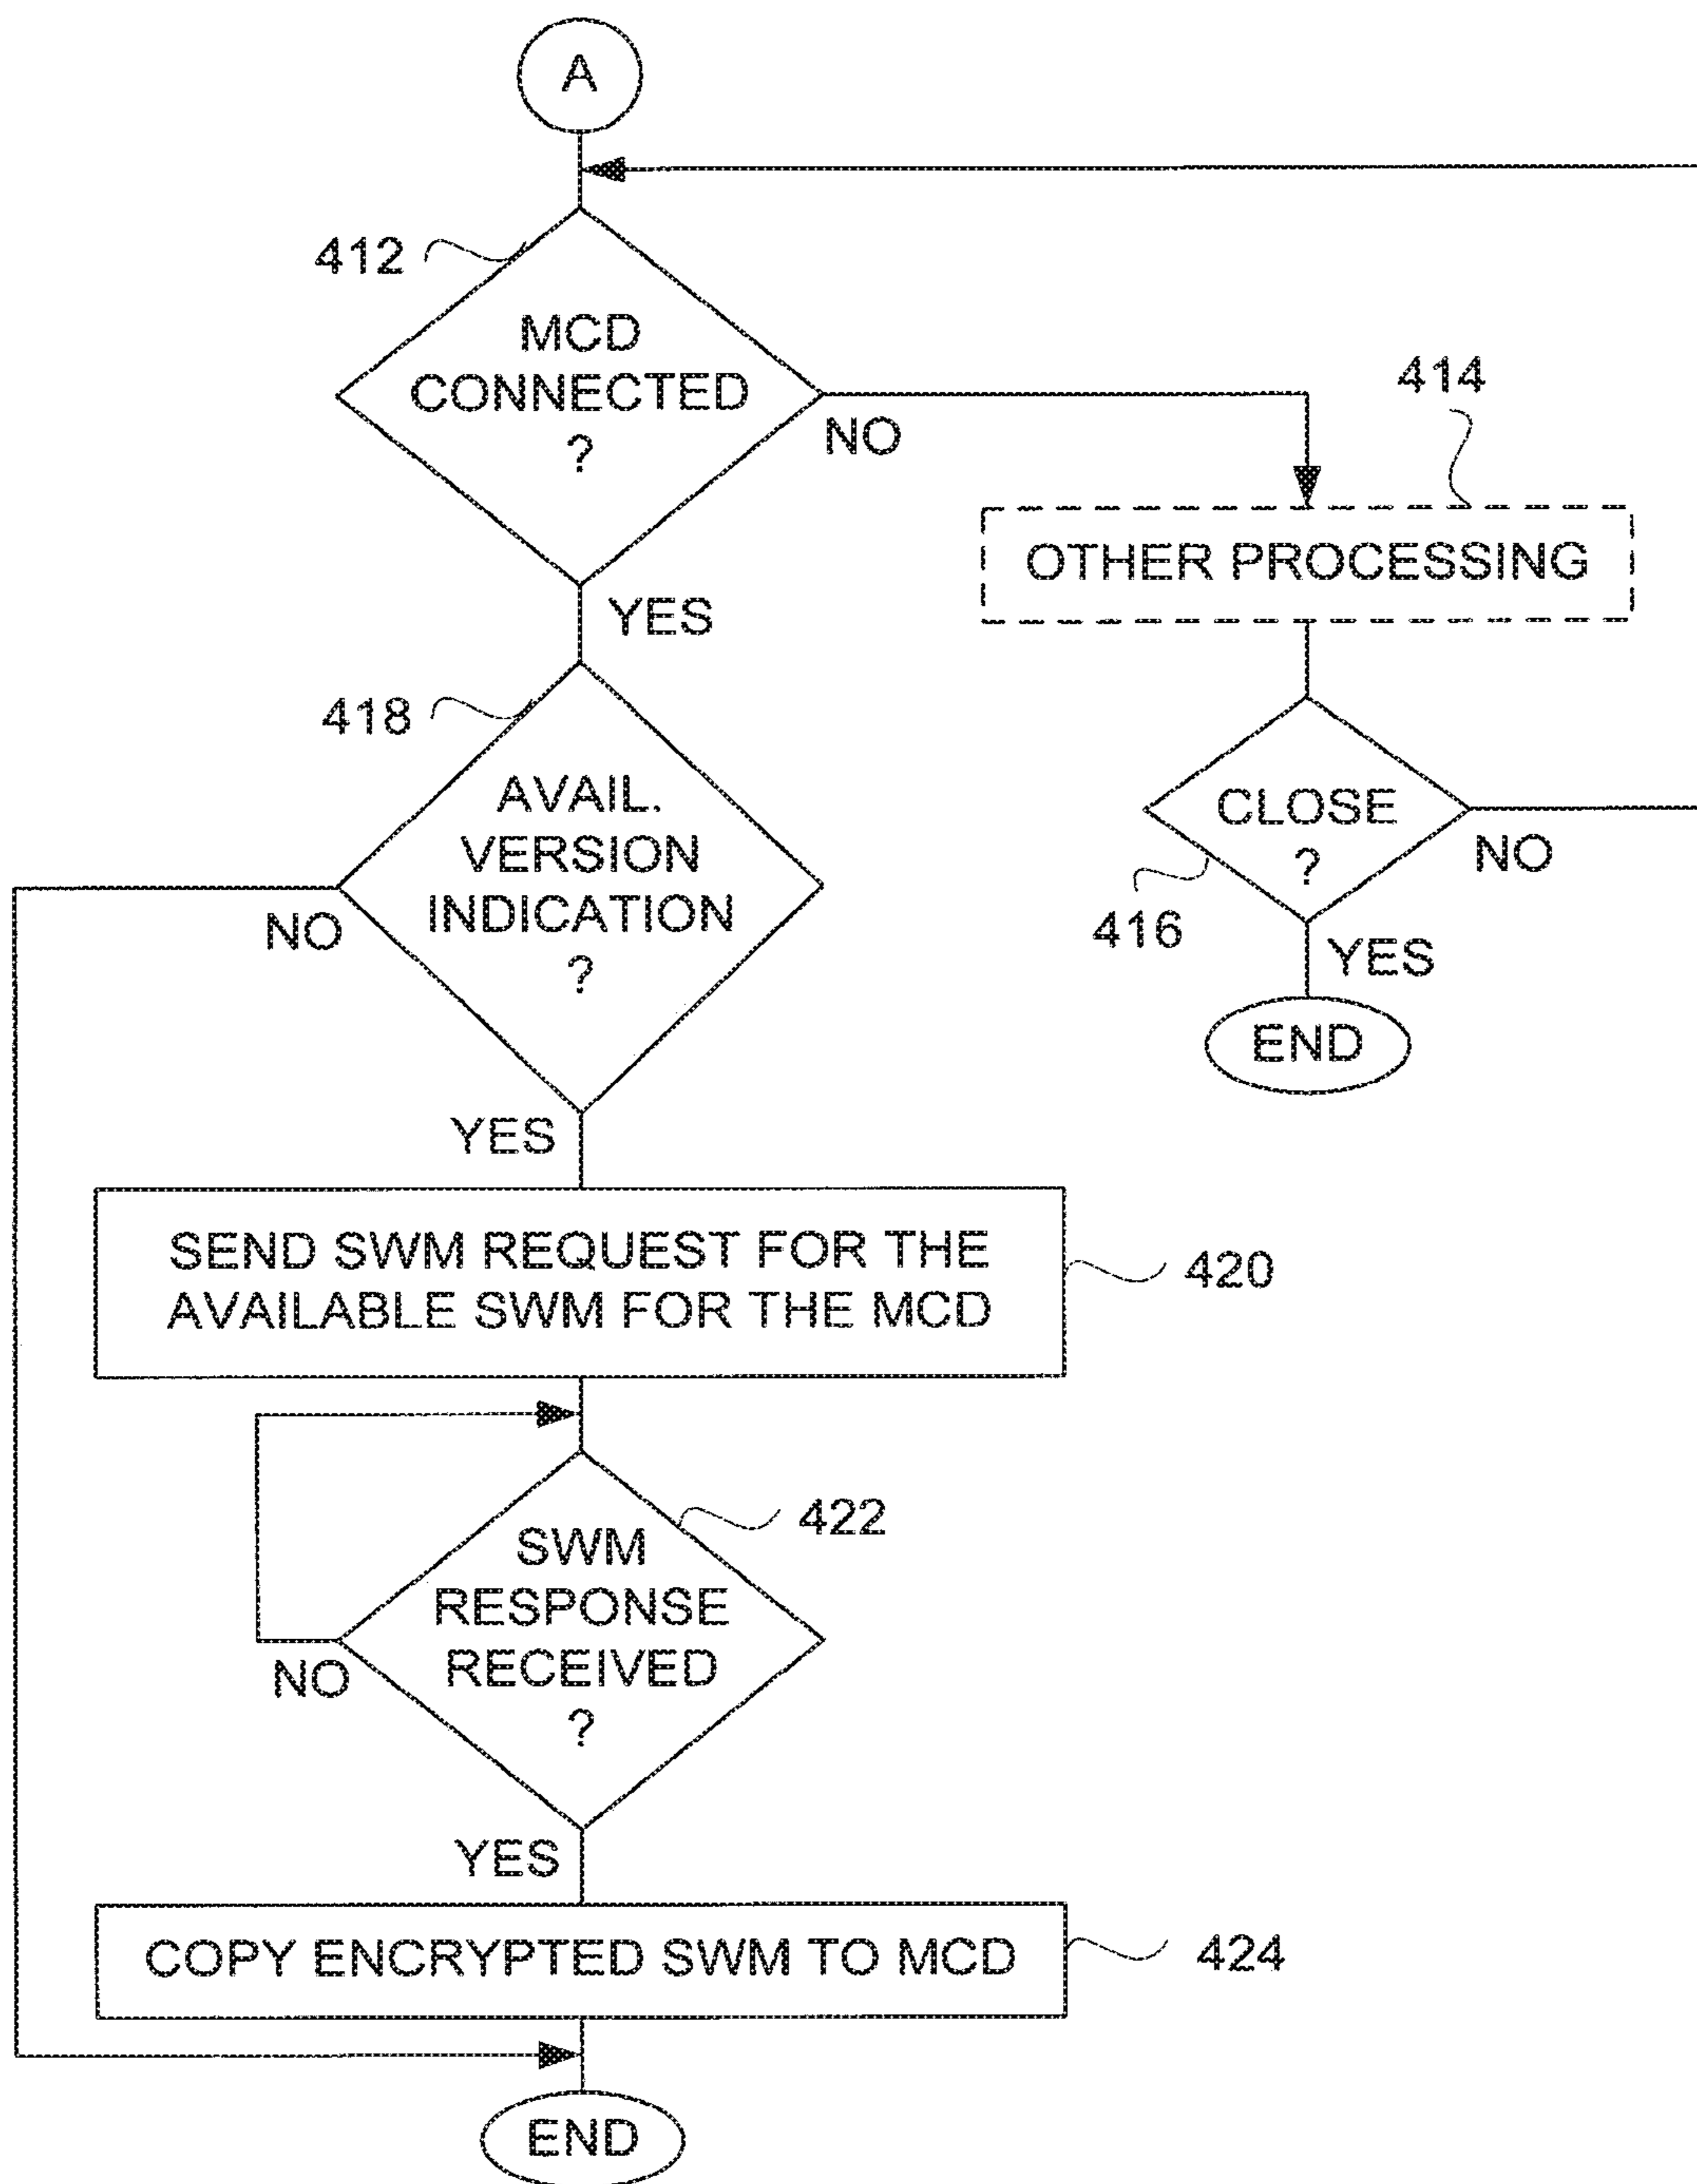 A
412
MCD
CONNECTED
?
NO
YES
414
OTHER PROCESSING
CLOSE
?
416
NO
YES
END
418
AVAIL.
VERSION
INDICATION
?
NO
YES
SEND SWM REQUEST FOR THE
AVAILABLE SWM FOR THE MCD
420
422
SWM
RESPONSE
RECEIVED
?
NO
YES
COPY ENCRYPTED SWM TO MCD
424
END